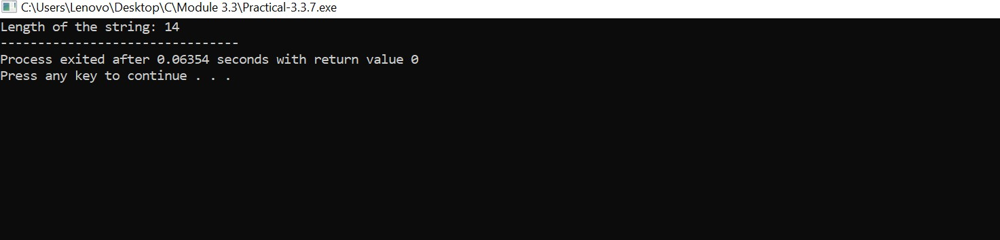 C:\Users\Lenovo\Desktop\C\Module 3.3\Practical-3.3.7.exe
Length of the string: 14
--------------------------------
Process exited after 0.06354 seconds with return value 0
Press any key to continue . . .